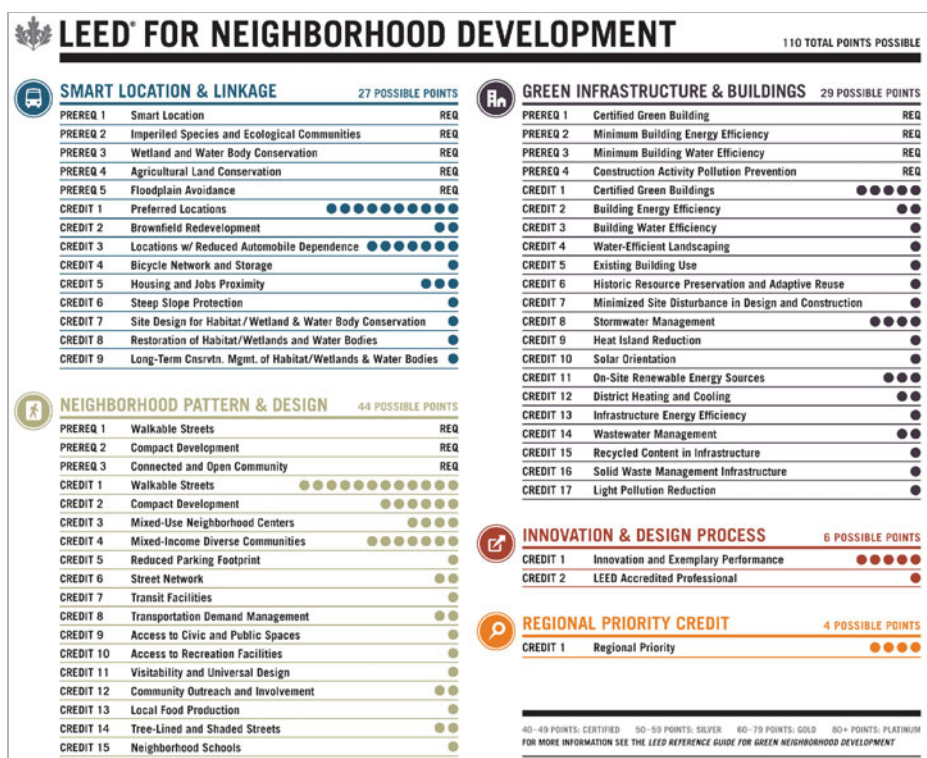 LEED® FOR NEIGHBORHOOD DEVELOPMENT 110 TOTAL POINTS POSSIBLE
SMART LOCATION & LINKAGE 27 POSSIBLE POINTS
PREREQ 1 Smart Location REQ
PREREQ 2 Imperiled Species and Ecological Communities REQ
PREREQ 3 Wetland and Water Body Conservation REQ
PREREQ 4 Agricultural Land Conservation REQ
PREREQ 5 Floodplain Avoidance REQ
CREDIT 1 Preferred Locations
CREDIT 2 Brownfield Redevelopment
CREDIT 3 Locations w/ Reduced Automobile Dependence
CREDIT 4 Bicycle Network and Storage
CREDIT 5 Housing and Jobs Proximity
CREDIT 6 Steep Slope Protection
CREDIT 7 Site Design for Habitat/Wetland & Water Body Conservation
CREDIT 8 Restoration of Habitat/Wetlands and Water Bodies
CREDIT 9 Long-Term Cnsrvtn. Mgmt. of Habitat/Wetlands & Water Bodies
NEIGHBORHOOD PATTERN & DESIGN 44 POSSIBLE POINTS
PREREQ 1 Walkable Streets REQ
PREREQ 2 Compact Development REQ
PREREQ 3 Connected and Open Community REQ
CREDIT 1 Walkable Streets
CREDIT 2 Compact Development
CREDIT 3 Mixed-Use Neighborhood Centers
CREDIT 4 Mixed-Income Diverse Communities
CREDIT 5 Reduced Parking Footprint
CREDIT 6 Street Network
CREDIT 7 Transit Facilities
CREDIT 8 Transportation Demand Management
CREDIT 9 Access to Civic and Public Spaces
CREDIT 10 Access to Recreation Facilities
CREDIT 11 Visitability and Universal Design
CREDIT 12 Community Outreach and Involvement
CREDIT 13 Local Food Production
CREDIT 14 Tree-Lined and Shaded Streets
CREDIT 15 Neighborhood Schools
GREEN INFRASTRUCTURE & BUILDINGS 29 POSSIBLE POINTS
PREREQ 1 Certified Green Building REQ
PREREQ 2 Minimum Building Energy Efficiency REQ
PREREQ 3 Minimum Building Water Efficiency REQ
PREREQ 4 Construction Activity Pollution Prevention REQ
CREDIT 1 Certified Green Buildings
CREDIT 2 Building Energy Efficiency
CREDIT 3 Building Water Efficiency
CREDIT 4 Water-Efficient Landscaping
CREDIT 5 Existing Building Use
CREDIT 6 Historic Resource Preservation and Adaptive Reuse
CREDIT 7 Minimized Site Disturbance in Design and Construction
CREDIT 8 Stormwater Management
CREDIT 9 Heat Island Reduction
CREDIT 10 Solar Orientation
CREDIT 11 On-Site Renewable Energy Sources
CREDIT 12 District Heating and Cooling
CREDIT 13 Infrastructure Energy Efficiency
CREDIT 14 Wastewater Management
CREDIT 15 Recycled Content in Infrastructure
CREDIT 16 Solid Waste Management Infrastructure
CREDIT 17 Light Pollution Reduction
INNOVATION & DESIGN PROCESS 6 POSSIBLE POINTS
CREDIT 1 Innovation and Exemplary Performance
CREDIT 2 LEED Accredited Professional
REGIONAL PRIORITY CREDIT 4 POSSIBLE POINTS
CREDIT 1 Regional Priority
40–49 POINTS: CERTIFIED 50–59 POINTS: SILVER 60–79 POINTS: GOLD 80+ POINTS: PLATINUM
FOR MORE INFORMATION SEE THE LEED REFERENCE GUIDE FOR GREEN NEIGHBORHOOD DEVELOPMENT